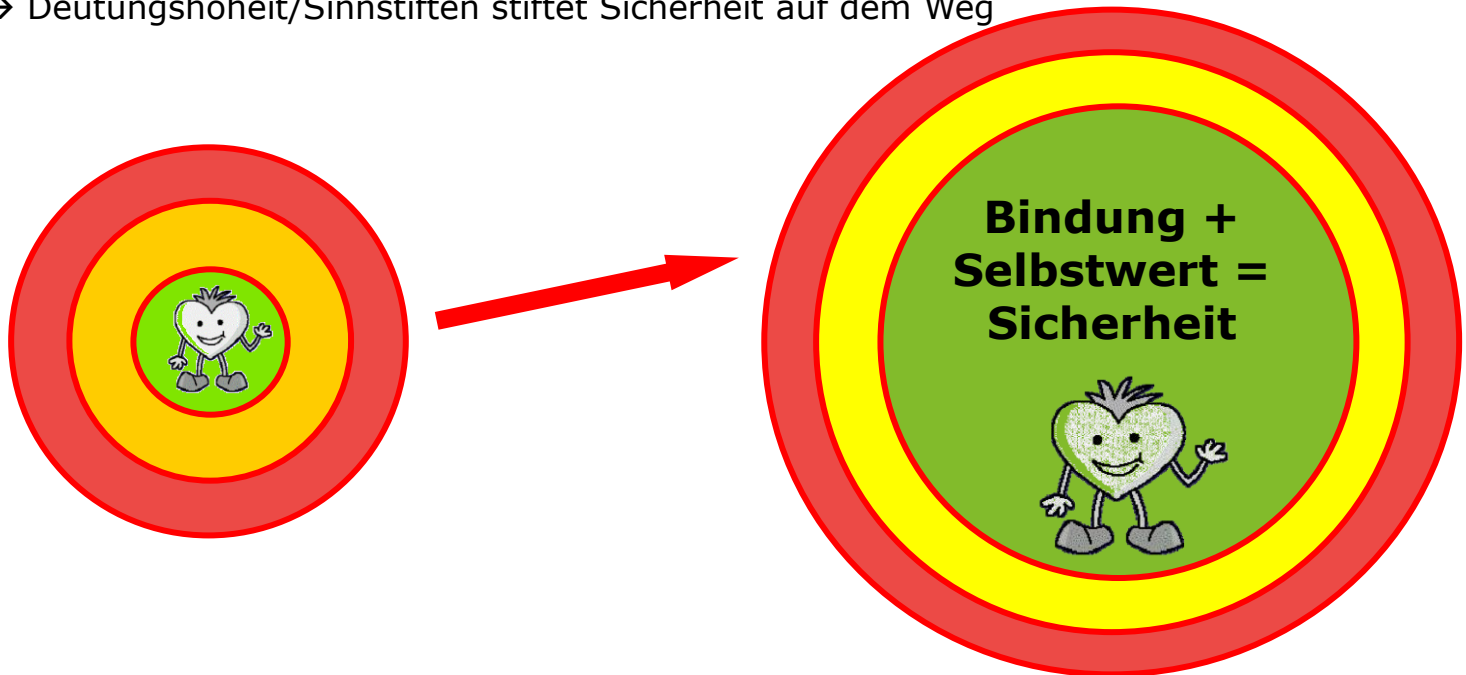 → Deutungshoheit/Sinnstiften stiftet Sicherheit auf dem Weg
Bindung +
Selbstwert =
Sicherheit